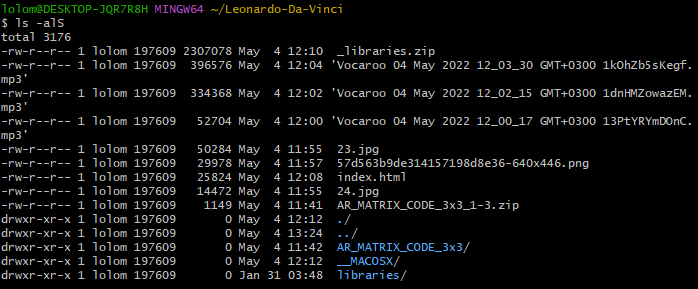 lolom@DESKTOP-JQR7R8H MINGW64 ~/Leonardo-Da-Vinci
$ ls -alS
total 3176
-rw-r--r-- 1 lolom 197609 2307078 May  4 12:10  _libraries.zip
-rw-r--r-- 1 lolom 197609  396576 May  4 12:04 'Vocaroo 04 May 2022 12_03_30 GMT+0300 1kOhZb5sKegf.
mp3'
-rw-r--r-- 1 lolom 197609  334368 May  4 12:02 'Vocaroo 04 May 2022 12_02_15 GMT+0300 1dnHMZowazEM.
mp3'
-rw-r--r-- 1 lolom 197609   52704 May  4 12:00 'Vocaroo 04 May 2022 12_00_17 GMT+0300 13PtYRYmDOnC.
mp3'
-rw-r--r-- 1 lolom 197609   50284 May  4 11:55  23.jpg
-rw-r--r-- 1 lolom 197609   29978 May  4 11:57  57d563b9de314157198d8e36-640x446.png
-rw-r--r-- 1 lolom 197609   25824 May  4 12:08  index.html
-rw-r--r-- 1 lolom 197609   14472 May  4 11:55  24.jpg
-rw-r--r-- 1 lolom 197609    1149 May  4 11:41  AR_MATRIX_CODE_3x3_1-3.zip
drwxr-xr-x 1 lolom 197609       0 May  4 12:12  ./
drwxr-xr-x 1 lolom 197609       0 May  4 13:24  ../
drwxr-xr-x 1 lolom 197609       0 May  4 11:42  AR_MATRIX_CODE_3x3/
drwxr-xr-x 1 lolom 197609       0 May  4 12:12  __MACOSX/
drwxr-xr-x 1 lolom 197609       0 Jan 31 03:48  libraries/